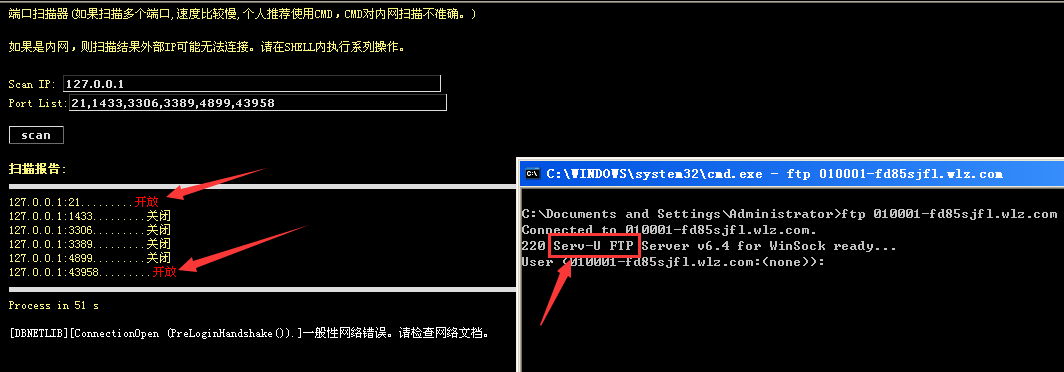 端口扫描器(如果扫描多个端口,速度比较慢,个人推荐使用CMD，CMD对内网扫描不准确。)
如果是内网，则扫描结果外部IP可能无法连接。请在SHELL内执行系列操作。
Scan IP: 127.0.0.1
Port List:21,1433,3306,3389,4899,43958
scan
扫描报告:
127.0.0.1:21.........开放
127.0.0.1:1433.........关闭
127.0.0.1:3306.........关闭
127.0.0.1:3389.........关闭
127.0.0.1:4899.........关闭
127.0.0.1:43958.........开放
Process in 51 s
[DBNETLIB][ConnectionOpen (PreLoginHandshake()).]一般性网络错误。请检查网络文档。
C:\WINDOWS\system32\cmd.exe - ftp 010001-fd85sjfl.wlz.com
C:\Documents and Settings\Administrator>ftp 010001-fd85sjfl.wlz.com
Connected to 010001-fd85sjfl.wlz.com.
220 Serv-U FTP Server v6.4 for WinSock ready...
User (010001-fd85sjfl.wlz.com:(none)):